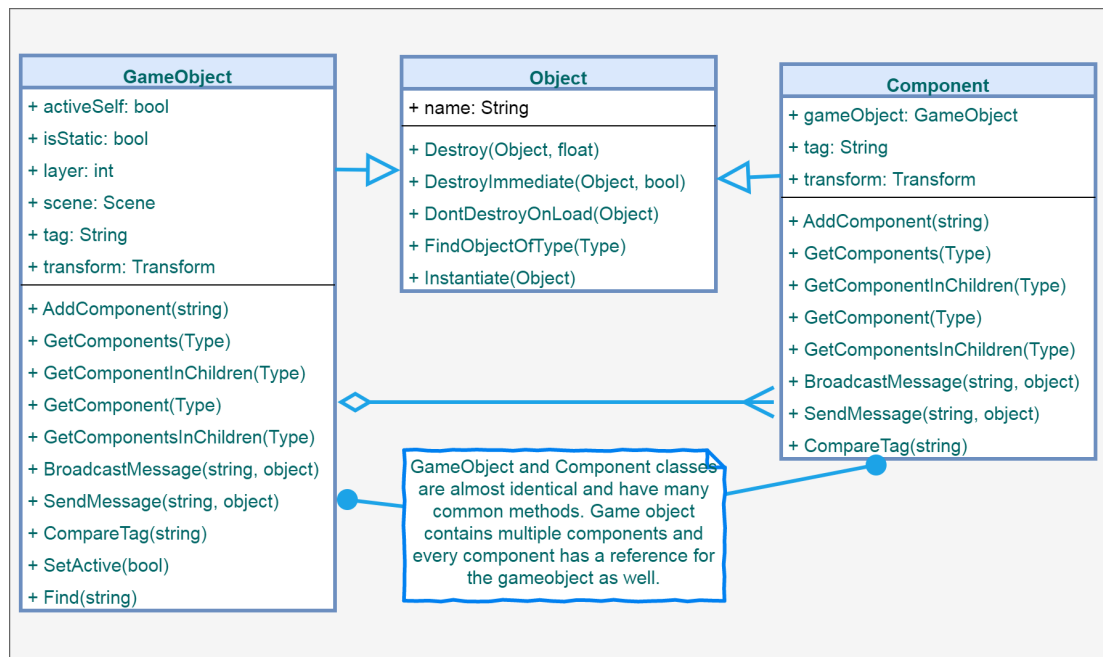 GameObject
+ activeSelf: bool
+ isStatic: bool
+ layer: int
+ scene: Scene
+ tag: String
+ transform: Transform
+ AddComponent(string)
+ GetComponents(Type)
+ GetComponentInChildren(Type)
+ GetComponent(Type)
+ GetComponentsInChildren(Type)
+ BroadcastMessage(string, object)
+ SendMessage(string, object)
+ CompareTag(string)
+ SetActive(bool)
+ Find(string)
Object
+ name: String
+ Destroy(Object, float)
+ DestroyImmediate(Object, bool)
+ DontDestroyOnLoad(Object)
+ FindObjectOfType(Type)
+ Instantiate(Object)
Component
+ gameObject: GameObject
+ tag: String
+ transform: Transform
+ AddComponent(string)
+ GetComponents(Type)
+ GetComponentInChildren(Type)
+ GetComponent(Type)
+ GetComponentsInChildren(Type)
+ BroadcastMessage(string, object)
+ SendMessage(string, object)
+ CompareTag(string)
GameObject and Component classes
are almost identical and have many
common methods. Game object
contains multiple components and
every component has a reference for
the gameobject as well.